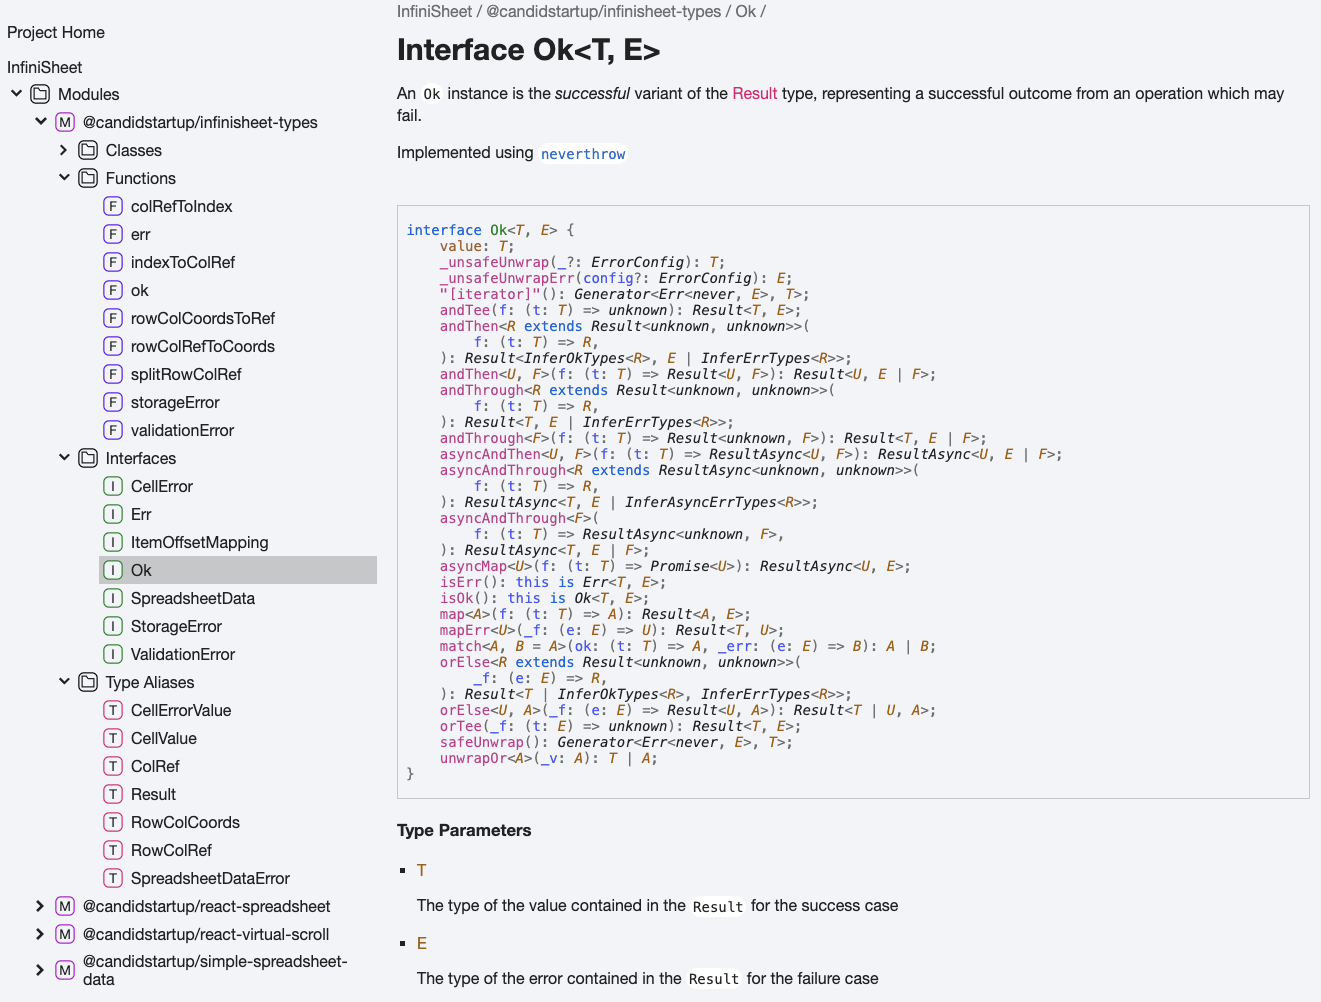 Project Home
InfiniSheet
Modules
M @candidstartup/infinisheet-types
Classes
Functions
F colRefToIndex
F err
F indexToColRef
F ok
F rowColCoordsToRef
F rowColRefToCoords
F splitRowColRef
F storageError
F validationError
Interfaces
I CellError
I Err
I ItemOffsetMapping
I Ok
I SpreadsheetData
I StorageError
I ValidationError
Type Aliases
T CellErrorValue
T CellValue
T ColRef
T Result
T RowColCoords
T RowColRef
T SpreadsheetDataError
M @candidstartup/react-spreadsheet
M @candidstartup/react-virtual-scroll
M @candidstartup/simple-spreadsheet-
data
InfiniSheet / @candidstartup/infinisheet-types / Ok /
Interface Ok<T, E>
An Ok instance is the successful variant of the Result type, representing a successful outcome from an operation which may
fail.
Implemented using neverthrow
interface Ok<T, E> {
    value: T;
    _unsafeUnwrap(_?: ErrorConfig): T;
    _unsafeUnwrapErr(config?: ErrorConfig): E;
    "[iterator]"(): Generator<Err<never, E>, T>;
    andTee(f: (t: T) => unknown): Result<T, E>;
    andThen<R extends Result<unknown, unknown>>(
        f: (t: T) => R,
    ): Result<InferOkTypes<R>, E | InferErrTypes<R>>;
    andThen<U, F>(f: (t: T) => Result<U, F>): Result<U, E | F>;
    andThrough<R extends Result<unknown, unknown>>(
        f: (t: T) => R,
    ): Result<T, E | InferErrTypes<R>>;
    andThrough<F>(f: (t: T) => Result<unknown, F>): Result<T, E | F>;
    asyncAndThen<U, F>(f: (t: T) => ResultAsync<U, F>): ResultAsync<U, E | F>;
    asyncAndThrough<R extends ResultAsync<unknown, unknown>>(
        f: (t: T) => R,
    ): ResultAsync<T, E | InferAsyncErrTypes<R>>;
    asyncAndThrough<F>(
        f: (t: T) => ResultAsync<unknown, F>,
    ): ResultAsync<T, E | F>;
    asyncMap<U>(f: (t: T) => Promise<U>): ResultAsync<U, E>;
    isErr(): this is Err<T, E>;
    isOk(): this is Ok<T, E>;
    map<A>(f: (t: T) => A): Result<A, E>;
    mapErr<U>(_f: (e: E) => U): Result<T, U>;
    match<A, B = A>(ok: (t: T) => A, _err: (e: E) => B): A | B;
    orElse<R extends Result<unknown, unknown>>(
        _f: (e: E) => R,
    ): Result<T | InferOkTypes<R>, InferErrTypes<R>>;
    orElse<U, A>(_f: (e: E) => Result<U, A>): Result<T | U, A>;
    orTee(_f: (t: E) => unknown): Result<T, E>;
    safeUnwrap(): Generator<Err<never, E>, T>;
    unwrapOr<A>(_v: A): T | A;
}
Type Parameters
T
The type of the value contained in the Result for the success case
E
The type of the error contained in the Result for the failure case